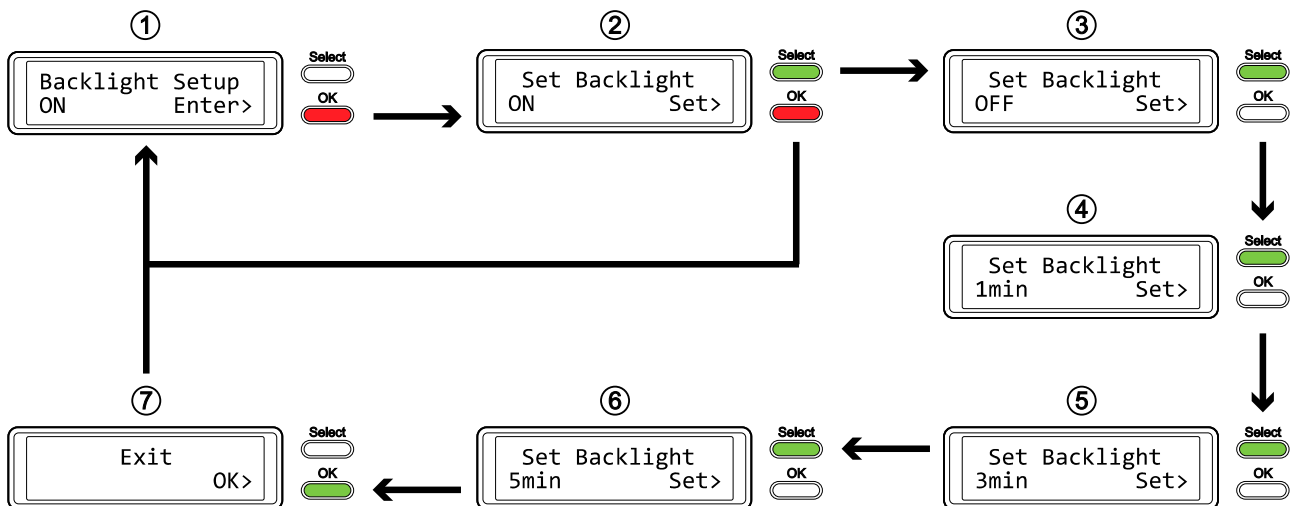 ①
Backlight Setup
ON Enter>
Select
OK
②
Set Backlight
ON Set>
Select
OK
③
Set Backlight
OFF Set>
Select
OK
④
Set Backlight
1min Set>
Select
OK
⑤
Set Backlight
3min Set>
Select
OK
⑥
Set Backlight
5min Set>
Select
OK
⑦
Exit
OK>
Select
OK